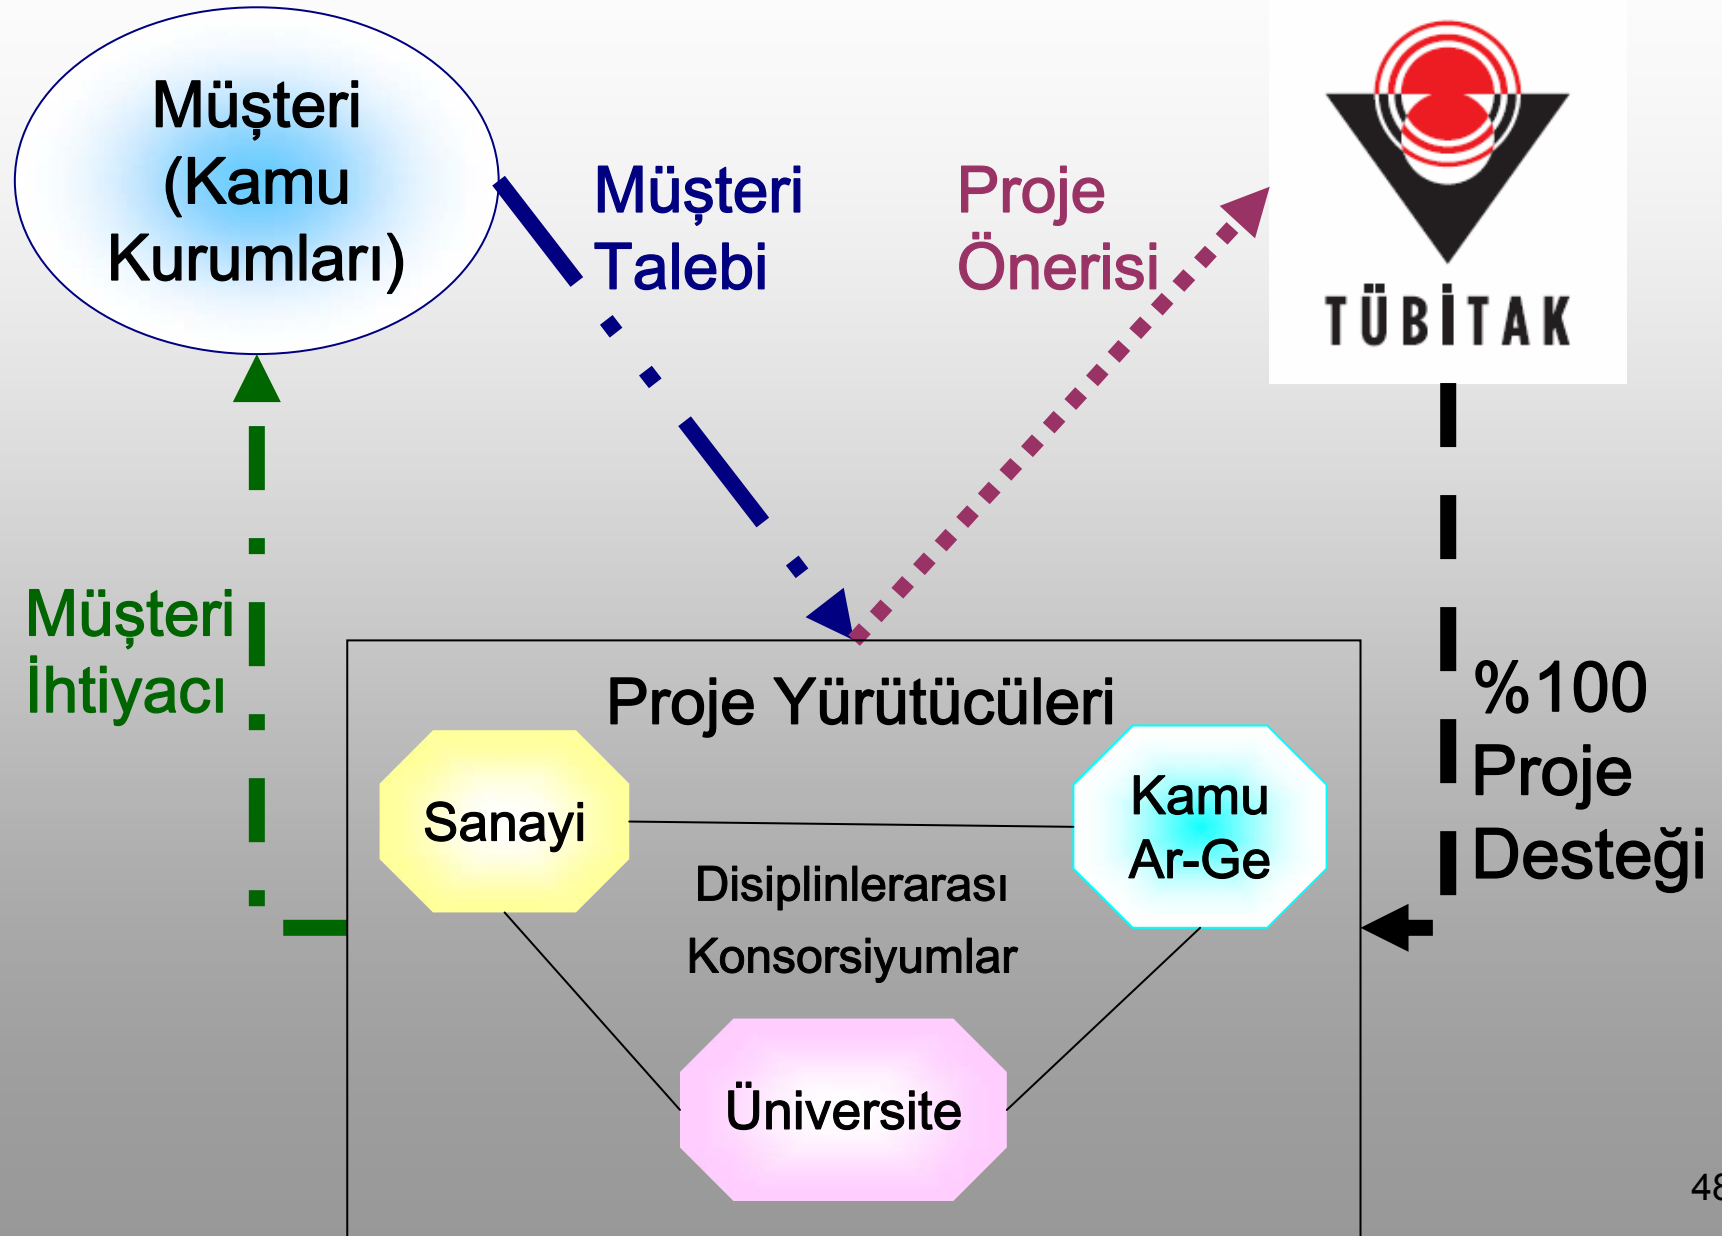 Müşteri
(Kamu
Kurumları)
Müşteri
Talebi
Proje
Önerisi
TÜBİTAK
Müşteri
İhtiyacı
%100
Proje
Desteği
Proje Yürütücüleri
Sanayi
Kamu
Ar-Ge
Disiplinlerarası
Konsorsiyumlar
Üniversite
48